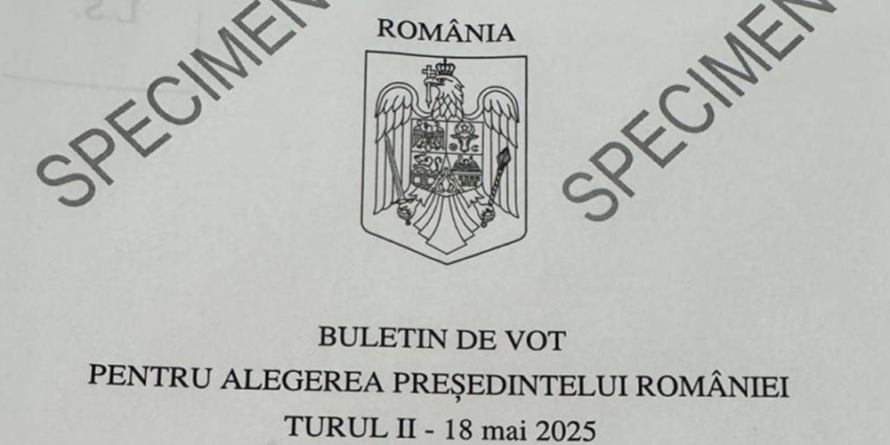 L.S.
ROMÂNIA
SPECIMEN
SPECIMEN
BULETIN DE VOT
PENTRU ALEGEREA PREȘEDINTELUI ROMÂNIEI
TURUL II - 18 mai 2025